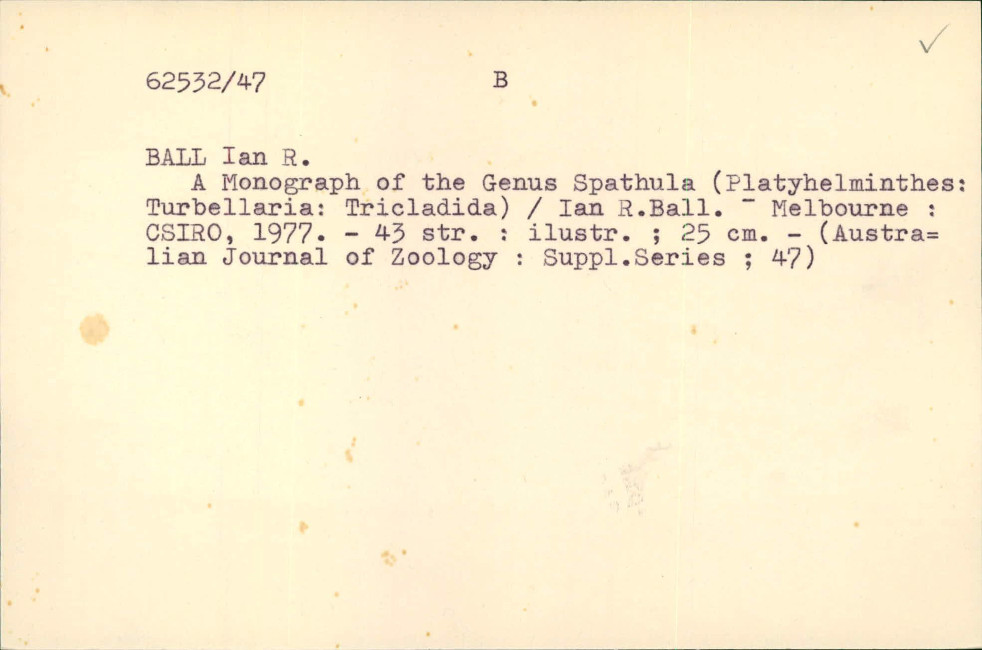 62532/47 B
BALL Ian R.
A Monograph of the Genus Spathula (Platyhelminthes:
Turbellaria: Tricladida) / Ian R.Ball. - Melbourne :
CSIRO, 1977. - 43 str. : ilustr. ; 25 cm. - (Austra=
lian Journal of Zoology : Suppl.Series ; 47)